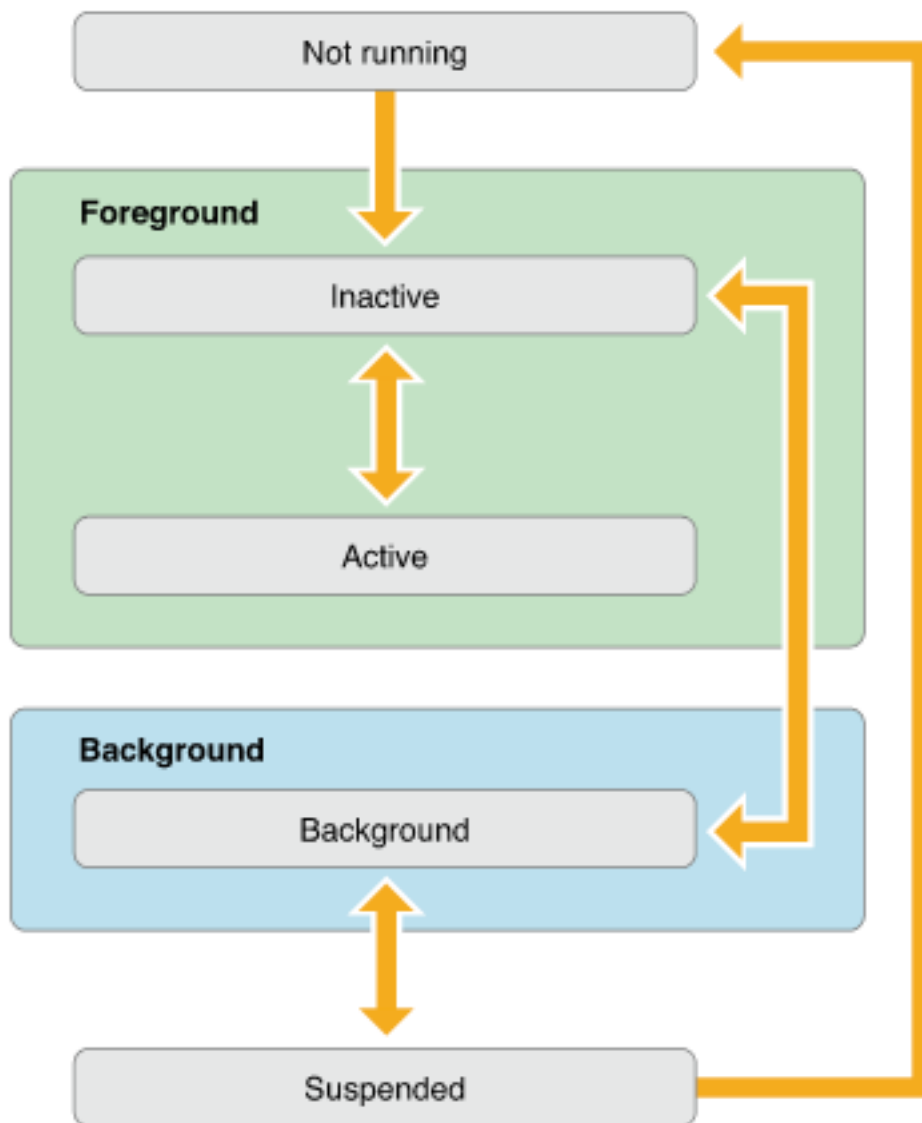 Not running
Foreground
Inactive
Active
Background
Background
Suspended